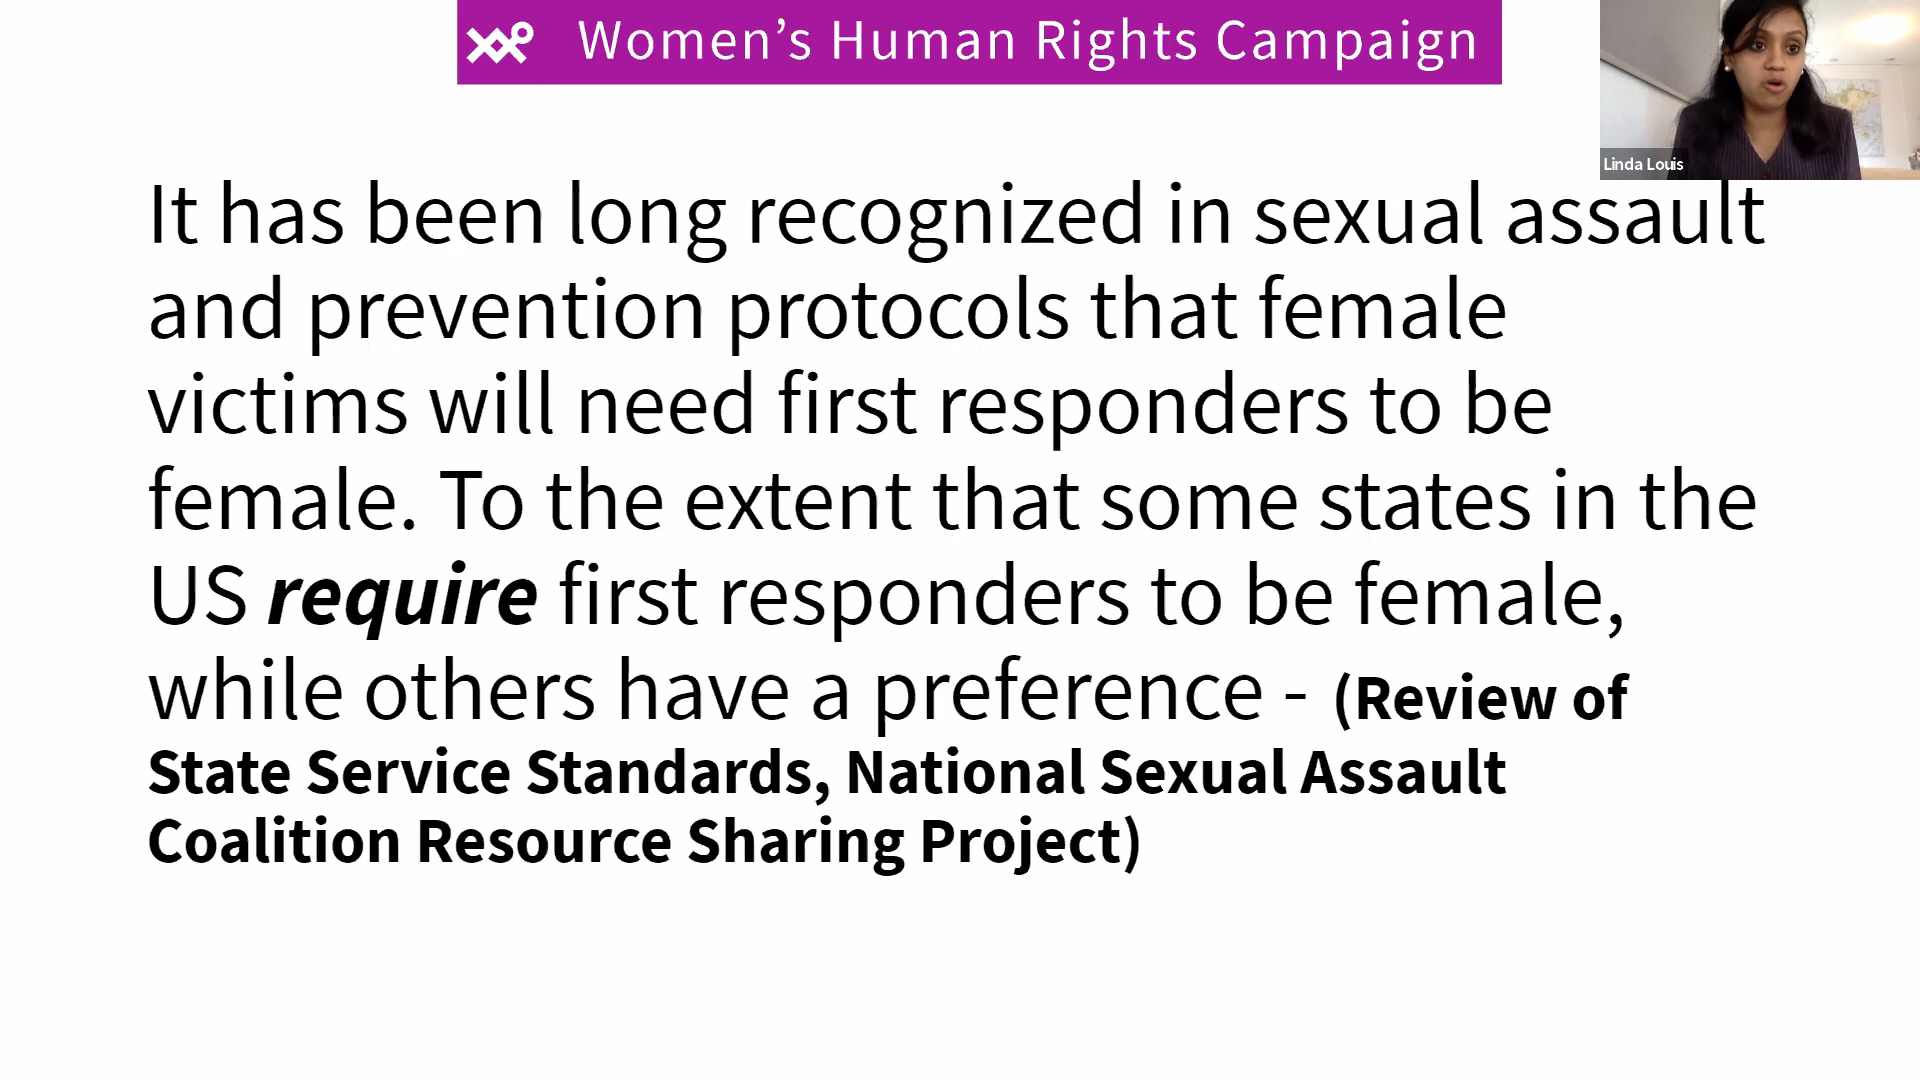 Women’s Human Rights Campaign
Linda Louis
It has been long recognized in sexual assault
and prevention protocols that female
victims will need first responders to be
female. To the extent that some states in the
US require first responders to be female,
while others have a preference - (Review of
State Service Standards, National Sexual Assault
Coalition Resource Sharing Project)